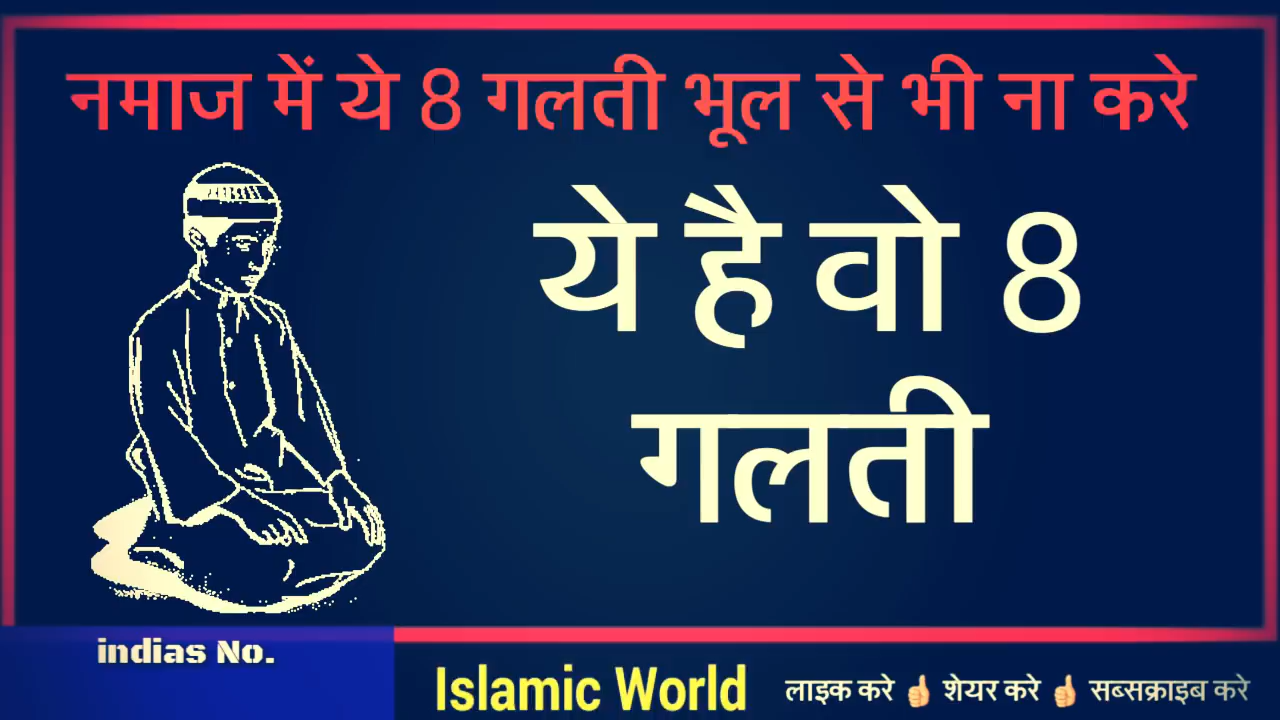 नमाज में ये 8 गलती भूल से भी ना करे
ये है वो 8
गलती
indias No.
Islamic World
लाइक करे 👍 शेयर करे 👍 सब्सक्राइब करे